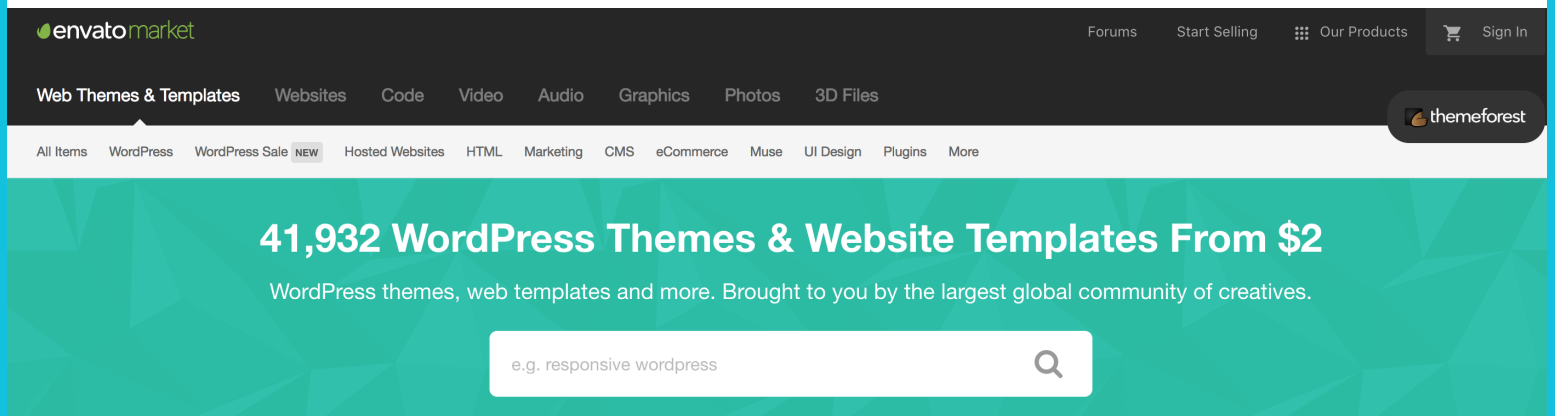 envatomarket Forums Start Selling Our Products Sign In
Web Themes & Templates Websites Code Video Audio Graphics Photos 3D Files
themeforest
All Items WordPress WordPress Sale NEW Hosted Websites HTML Marketing CMS eCommerce Muse UI Design Plugins More
41,932 WordPress Themes & Website Templates From $2
WordPress themes, web templates and more. Brought to you by the largest global community of creatives.
e.g. responsive wordpress